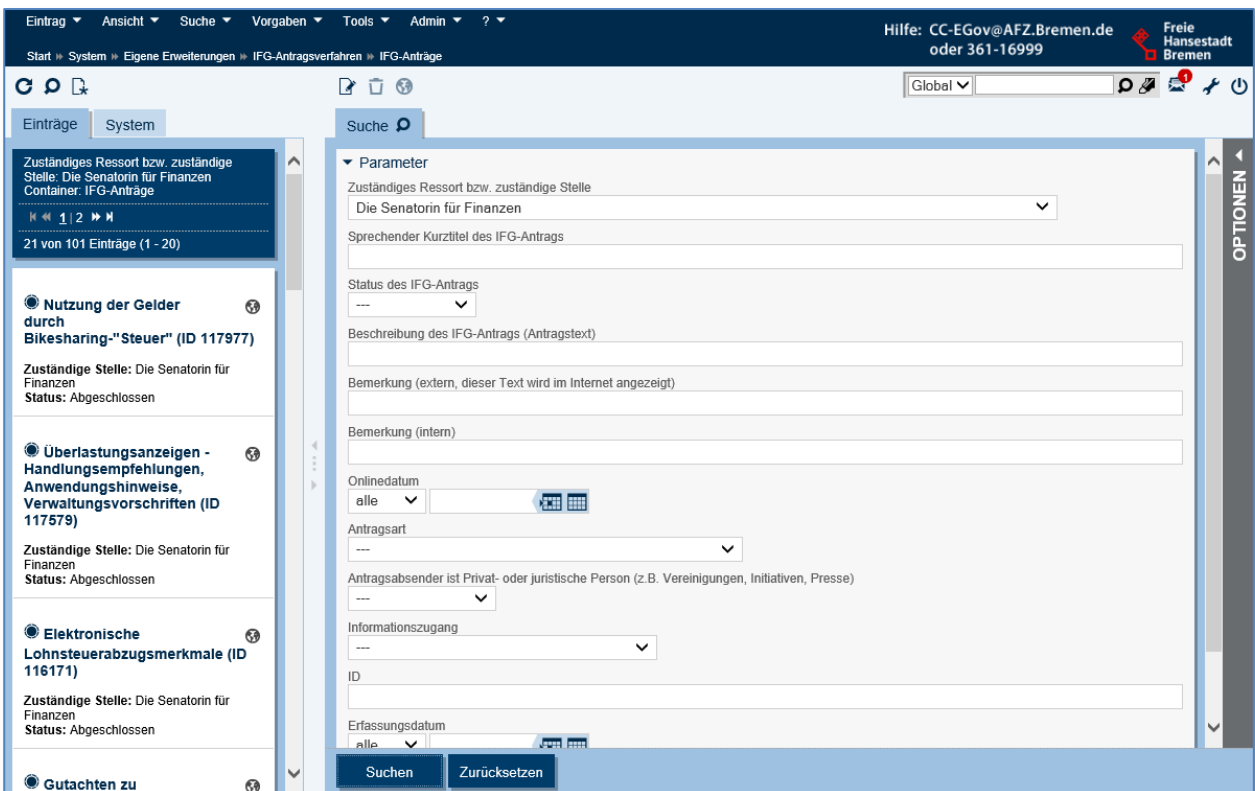 Eintrag Ansicht Suche Vorgaben Tools Admin ?
Hilfe: CC-EGov@AFZ.Bremen.de
oder 361-16999
Freie
Hansestadt
Bremen
Start » System » Eigene Erweiterungen » IFG-Antragsverfahren » IFG-Anträge
Global
1
Einträge System
Suche
Zuständiges Ressort bzw. zuständige
Stelle: Die Senatorin für Finanzen
Container: IFG-Anträge
1 | 2
21 von 101 Einträge (1 - 20)
Nutzung der Gelder
durch
Bikesharing-"Steuer" (ID 117977)
Zuständige Stelle: Die Senatorin für
Finanzen
Status: Abgeschlossen
Überlastungsanzeigen -
Handlungsempfehlungen,
Anwendungshinweise,
Verwaltungsvorschriften (ID
117579)
Zuständige Stelle: Die Senatorin für
Finanzen
Status: Abgeschlossen
Elektronische
Lohnsteuerabzugsmerkmale (ID
116171)
Zuständige Stelle: Die Senatorin für
Finanzen
Status: Abgeschlossen
Gutachten zu
Parameter
Zuständiges Ressort bzw. zuständige Stelle
Die Senatorin für Finanzen
Sprechender Kurztitel des IFG-Antrags
Status des IFG-Antrags
---
Beschreibung des IFG-Antrags (Antragstext)
Bemerkung (extern, dieser Text wird im Internet angezeigt)
Bemerkung (intern)
Onlinedatum
alle
Antragsart
---
Antragsabsender ist Privat- oder juristische Person (z.B. Vereinigungen, Initiativen, Presse)
---
Informationszugang
---
ID
Erfassungsdatum
alle
Suchen Zurücksetzen
OPTIONEN